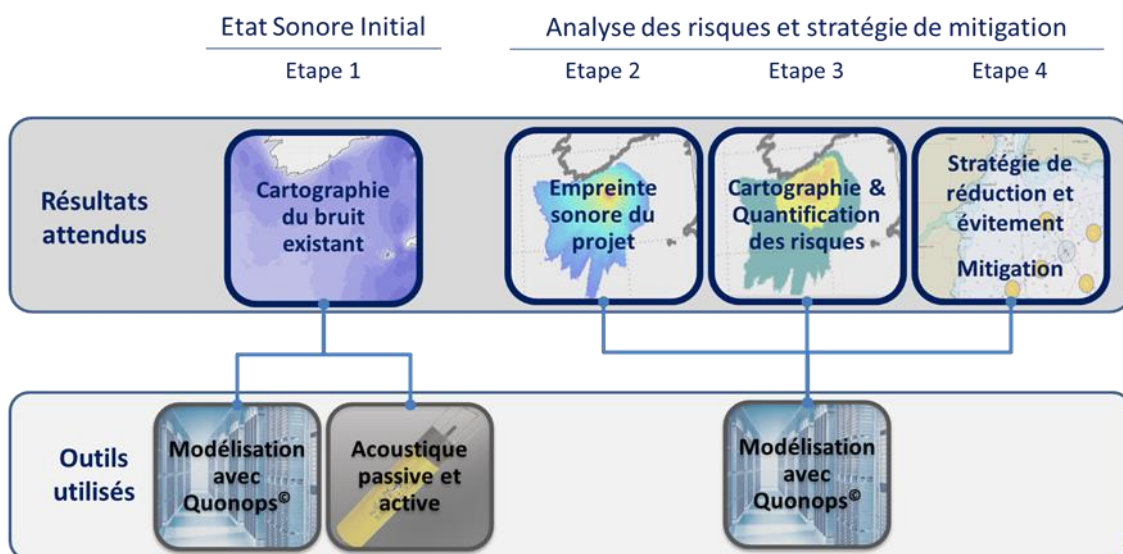 Etat Sonore Initial
Analyse des risques et stratégie de mitigation
Etape 1
Etape 2
Etape 3
Etape 4
Résultats
attendus
Cartographie
du bruit
existant
Empreinte
sonore du
projet
Cartographie &
Quantification
des risques
Stratégie de
réduction et
évitement
Mitigation
Outils
utilisés
Modélisation
avec
Quonops©
Acoustique
passive et
active
Modélisation
avec
Quonops©